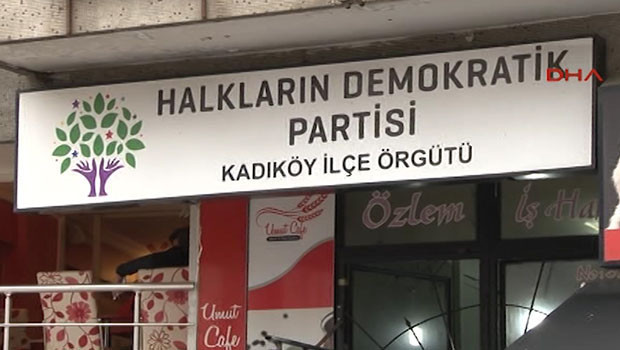 HALKLARIN DEMOKRATİK
PARTİSİ
KADIKÖY İLÇE ÖRGÜTÜ
DHA
Umut Cafe
Özlem İş Ha
Umut
Cafe